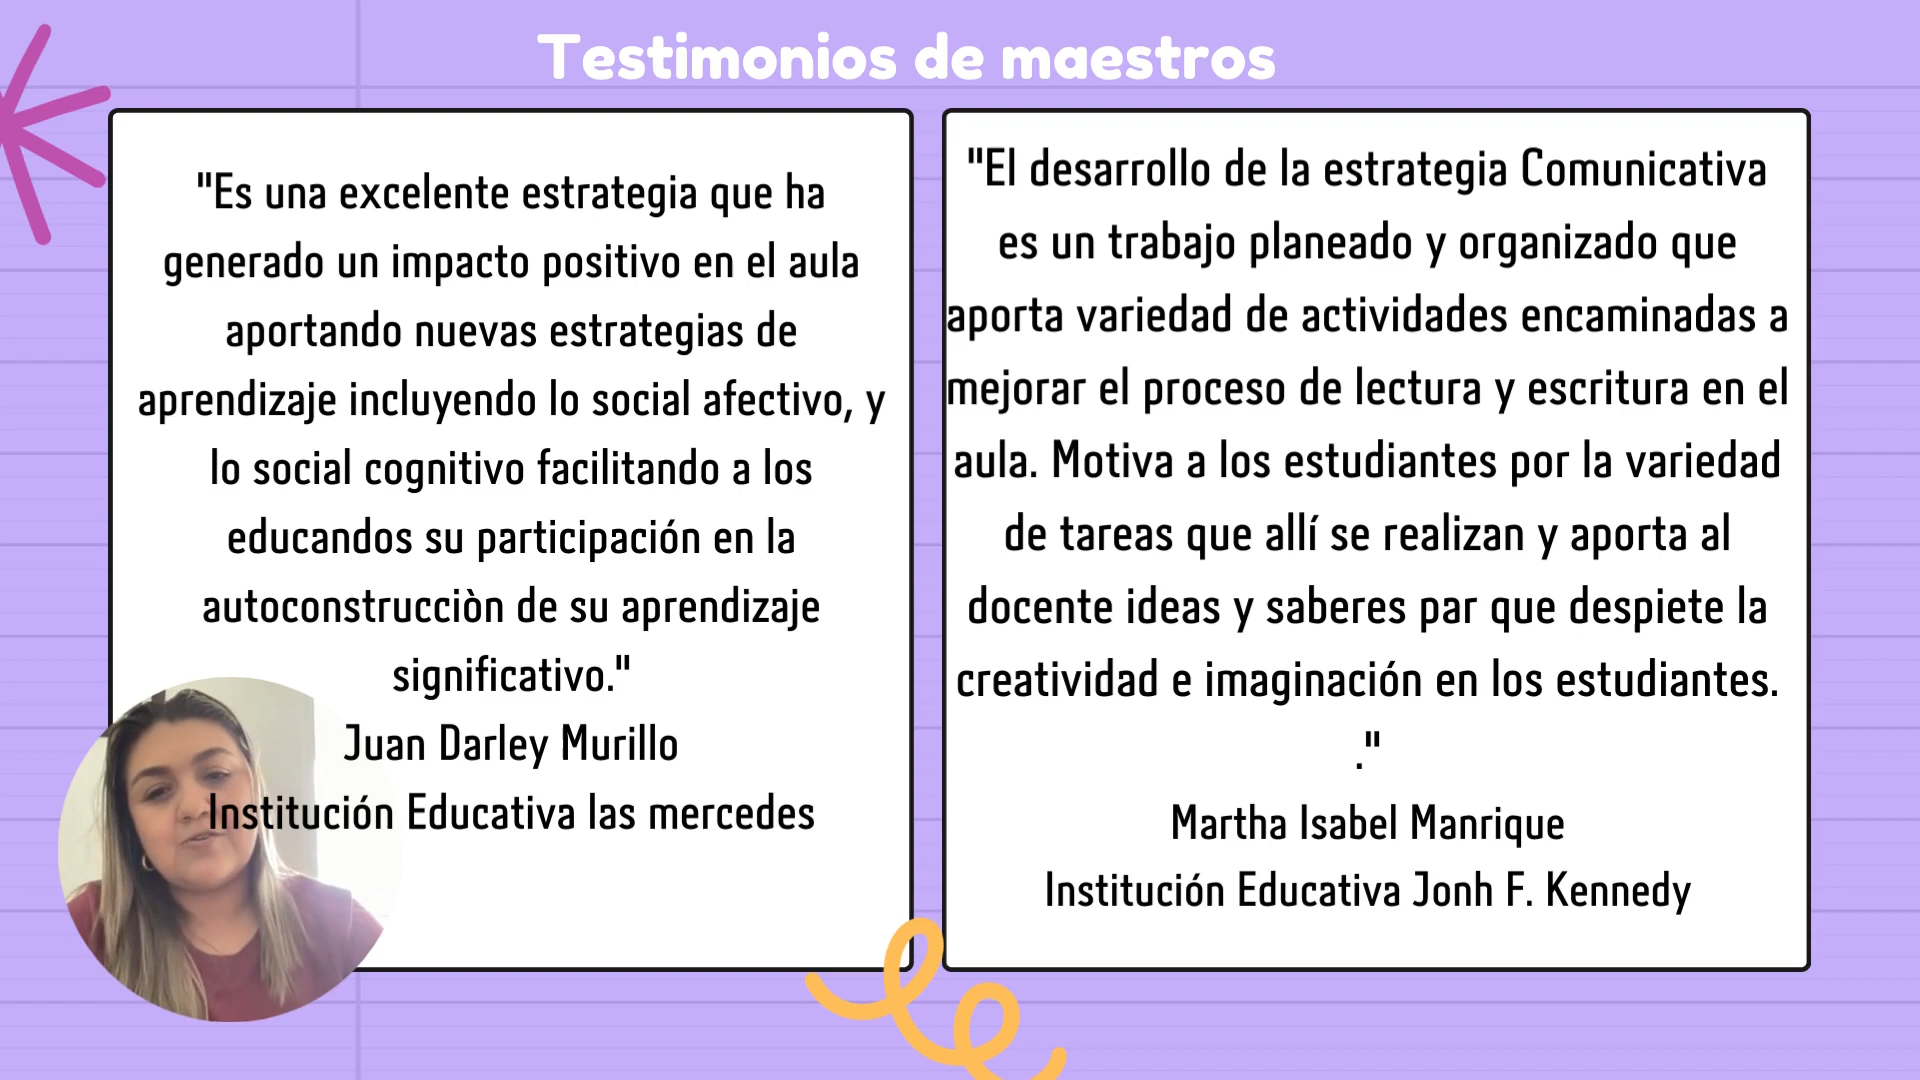 Testimonios de maestros
"Es una excelente estrategia que ha
generado un impacto positivo en el aula
aportando nuevas estrategias de
aprendizaje incluyendo lo social afectivo, y
lo social cognitivo facilitando a los
educandos su participación en la
autoconstrucciòn de su aprendizaje
significativo."
Juan Darley Murillo
Institución Educativa las mercedes
"El desarrollo de la estrategia Comunicativa
es un trabajo planeado y organizado que
aporta variedad de actividades encaminadas a
mejorar el proceso de lectura y escritura en el
aula. Motiva a los estudiantes por la variedad
de tareas que allí se realizan y aporta al
docente ideas y saberes par que despiete la
creatividad e imaginación en los estudiantes.
."
Martha Isabel Manrique
Institución Educativa Jonh F. Kennedy